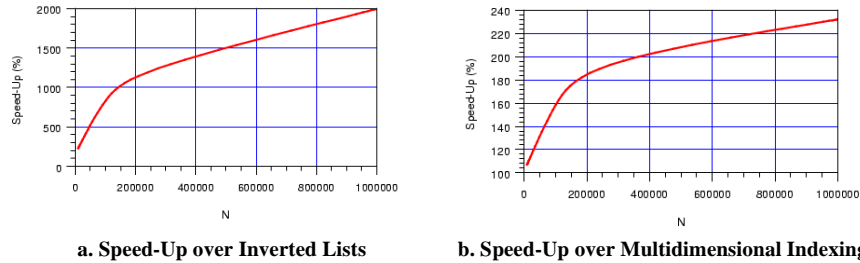 2000
1500
1000
500
0
Speed-Up (%)
0 200000 400000 600000 800000 1000000
N
a. Speed-Up over Inverted Lists
240
220
200
180
160
140
120
100
Speed-Up (%)
0 200000 400000 600000 800000 1000000
N
b. Speed-Up over Multidimensional Indexing